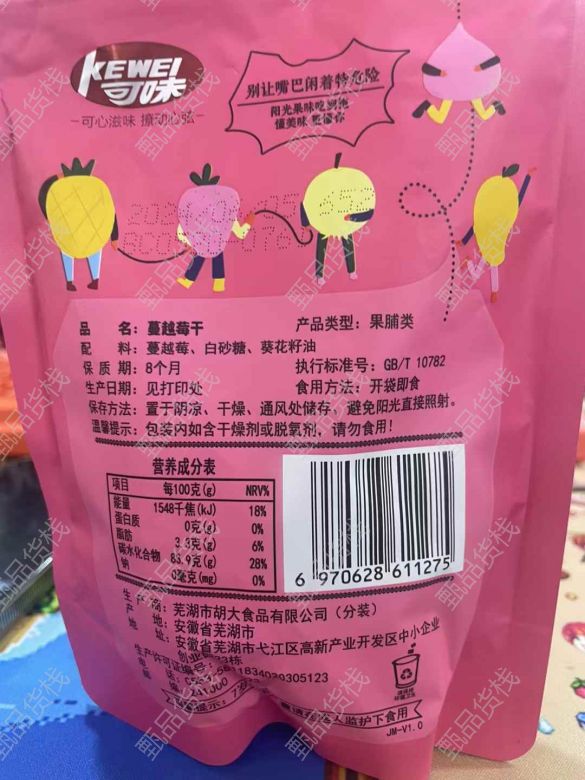 KEWEI
可味
可心滋味 撩动心弦
别让嘴巴闲着特危险
阳光果味吃到饱
懂美味 更懂你
品 名：蔓越莓干
产品类型：果脯类
配 料：蔓越莓、白砂糖、葵花籽油
保 质 期：8个月
执行标准号：GB/T 10782
生产日期：见打印处
食用方法：开袋即食
保存方法：置于阴凉、干燥、通风处储存，避免阳光直接照射。
温馨提示：包装内如含干燥剂或脱氧剂，请勿食用！
营养成分表
项目 每100克(g) NRV%
能量 1548千焦(kJ) 18%
蛋白质 0克(g) 0%
脂肪 3.3克(g) 6%
碳水化合物 83.9克(g) 28%
钠 0毫克(mg) 0%
6 970628 611275
生 产 商：芜湖市胡大食品有限公司（分装）
产 地：安徽省芜湖市
地 址：安徽省芜湖市弋江区高新产业开发区中小企业
生产许可证编号：
JM-V1.0
甄品货栈